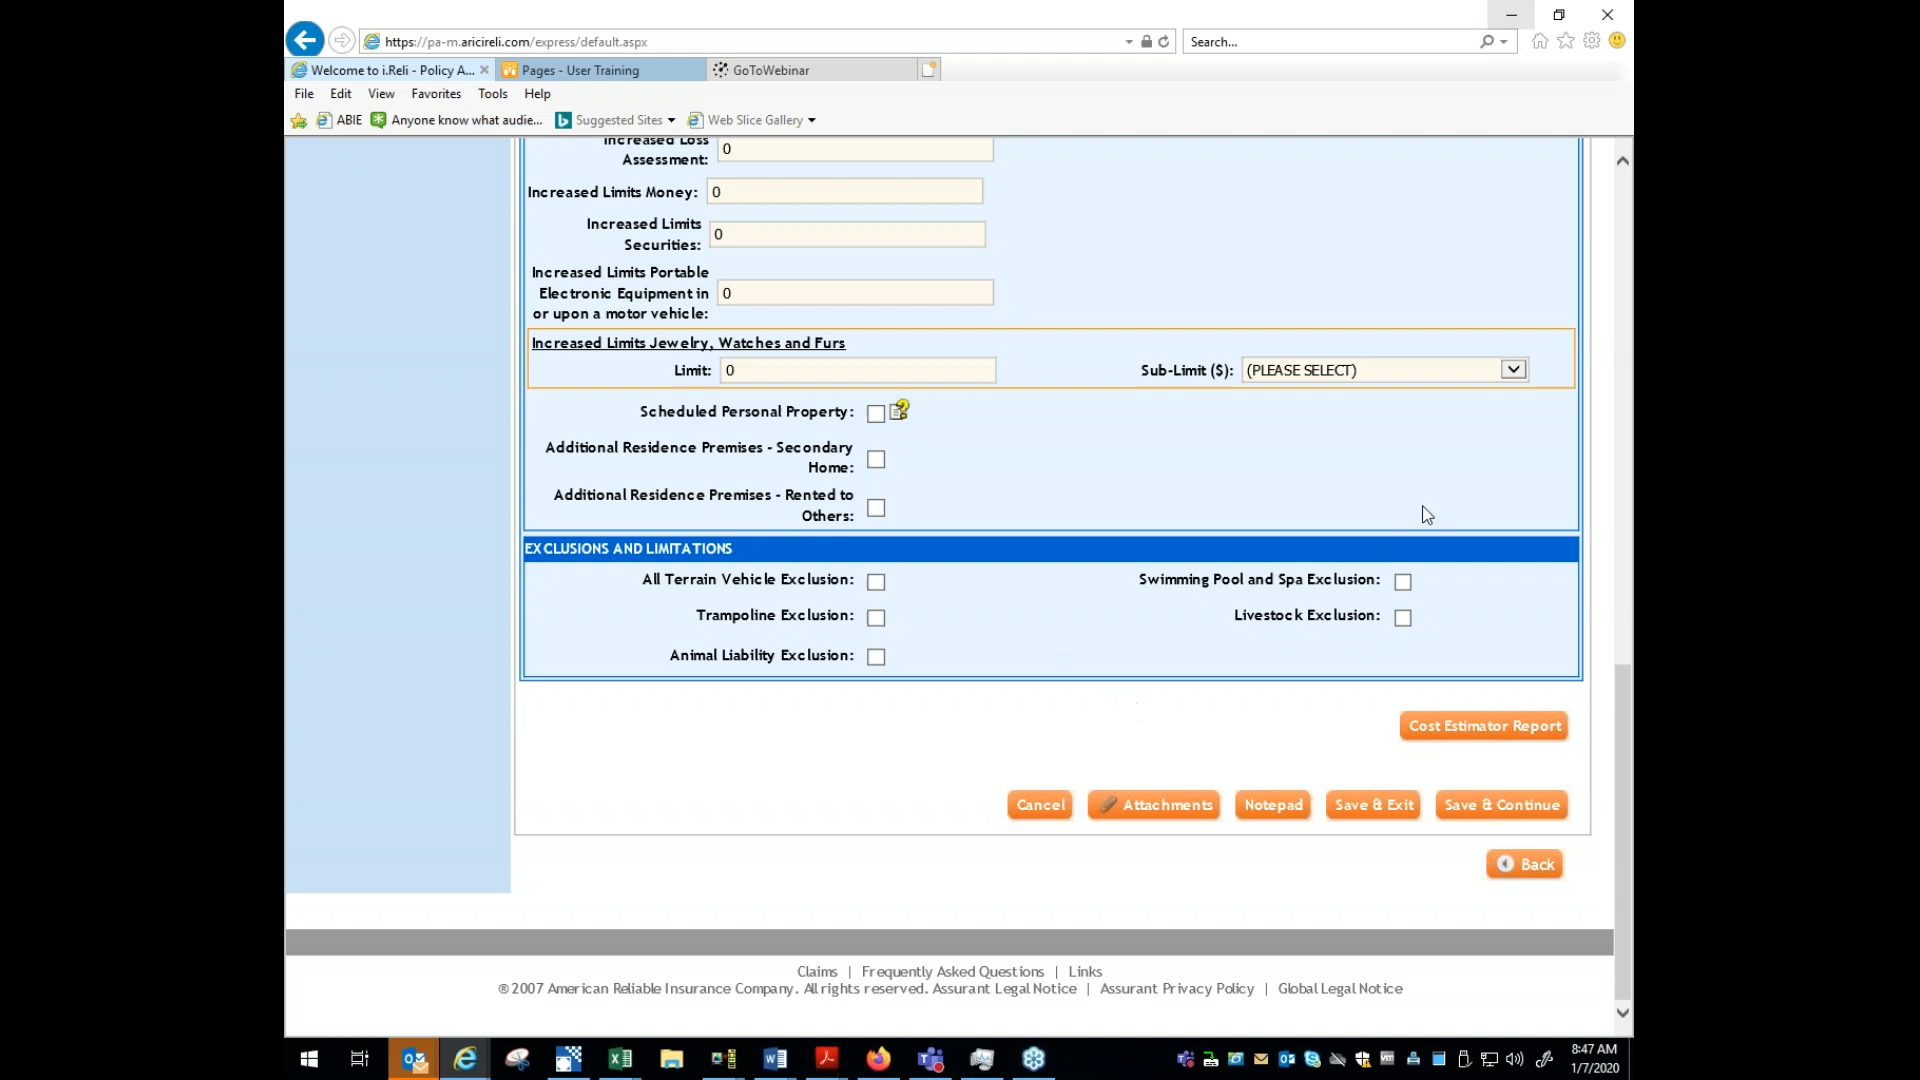 https://pa-m.aricireli.com/express/default.aspx
Search...
Welcome to i.Reli - Policy A...
Pages - User Training
GoToWebinar
File Edit View Favorites Tools Help
ABIE Anyone know what audie... Suggested Sites Web Slice Gallery
Increased Loss
Assessment: 0
Increased Limits Money: 0
Increased Limits
Securities: 0
Increased Limits Portable
Electronic Equipment in 0
or upon a motor vehicle:
Increased Limits Jewelry, Watches and Furs
Limit: 0 Sub-Limit ($): (PLEASE SELECT)
Scheduled Personal Property:
Additional Residence Premises - Secondary
Home:
Additional Residence Premises - Rented to
Others:
EXCLUSIONS AND LIMITATIONS
All Terrain Vehicle Exclusion: Swimming Pool and Spa Exclusion:
Trampoline Exclusion: Livestock Exclusion:
Animal Liability Exclusion:
Cost Estimator Report
Cancel Attachments Notepad Save & Exit Save & Continue
Back
Claims | Frequently Asked Questions | Links
® 2007 American Reliable Insurance Company. All rights reserved. Assurant Legal Notice | Assurant Privacy Policy | Global Legal Notice
8:47 AM
1/7/2020